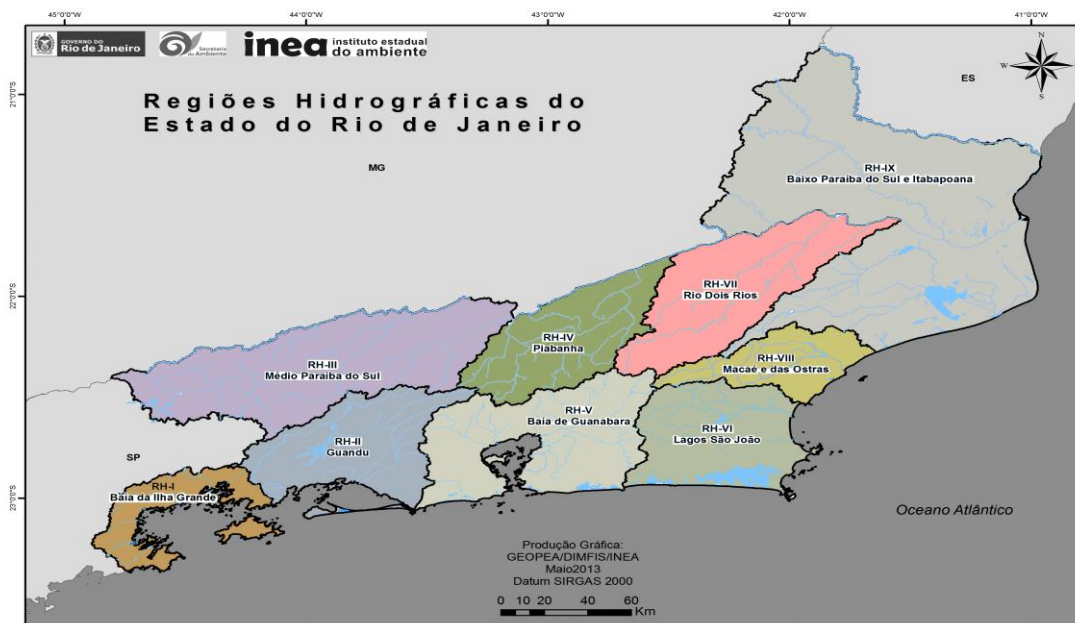 45°0'0"W 44°0'0"W 43°0'0"W 42°0'0"W 41°0'0"W
GOVERNO DO
Rio de Janeiro
Secretaria
do Ambiente
inea instituto estadual
do ambiente
N
W E
S
21°0'0"S
ES
Regiões Hidrográficas do
Estado do Rio de Janeiro
MG
RH-IX
Baixo Paraíba do Sul e Itabapoana
22°0'0"S
RH-VII
Rio Dois Rios
RH-IV
Piabanha
RH-III
Médio Paraíba do Sul
RH-VIII
Macaé e das Ostras
RH-V
Baía de Guanabara
RH-VI
Lagos São João
RH-II
Guandu
SP
23°0'0"S
RH-I
Baía da Ilha Grande
Oceano Atlântico
Produção Gráfica:
GEOPEA/DIMFIS/INEA
Maio2013
Datum SIRGAS 2000
0 10 20 40 60
Km